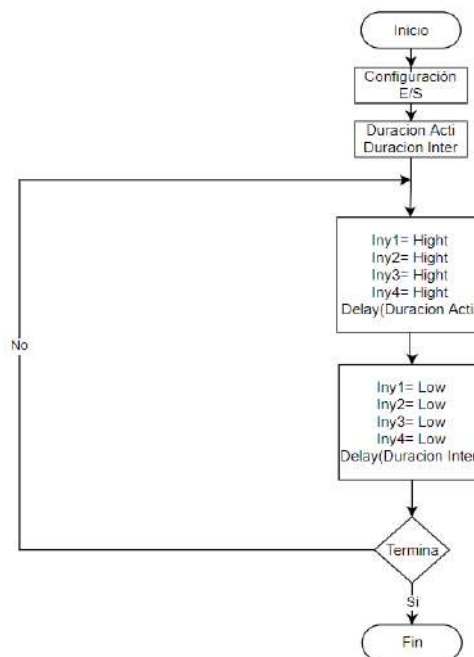 Inicio
Configuración
E/S
Duracion Acti
Duracion Inter
Iny1= Hight
Iny2= Hight
Iny3= Hight
Iny4= Hight
Delay(Duracion Acti
No
Iny1= Low
Iny2= Low
Iny3= Low
Iny4= Low
Delay(Duracion Inter
Termina
Si
Fin